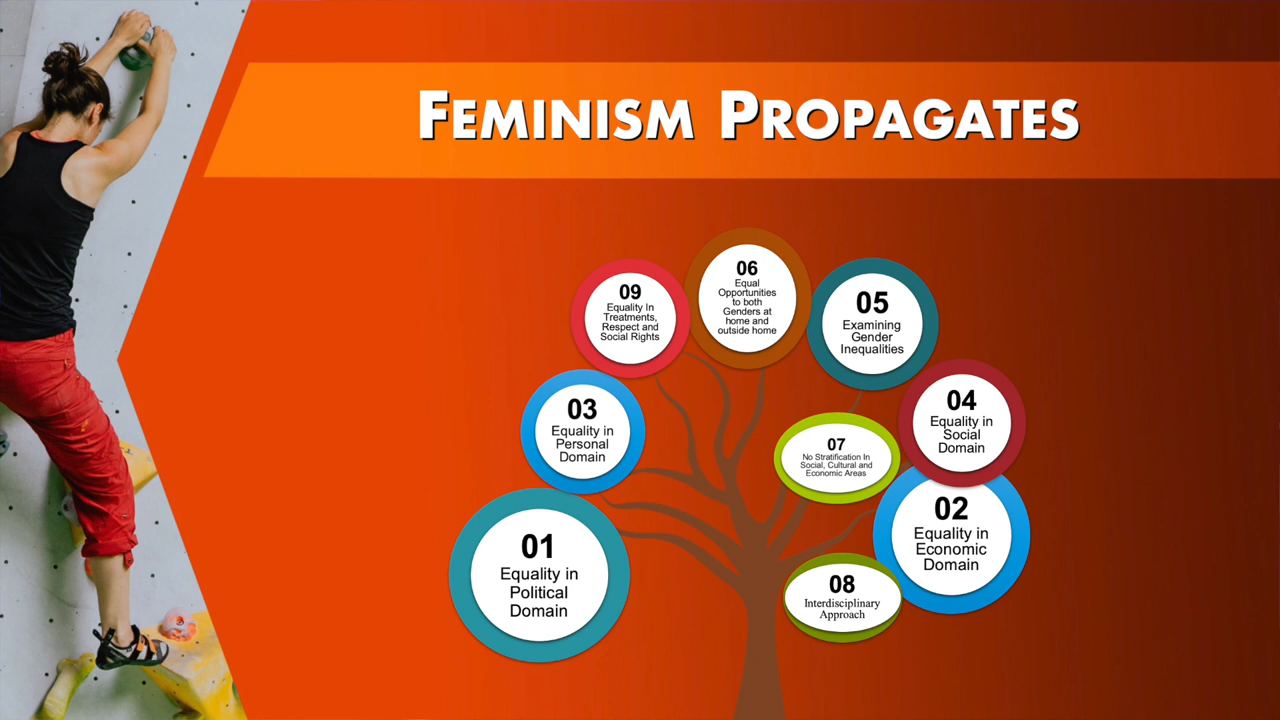 FEMINISM PROPAGATES
09
Equality In
Treatments,
Respect and
Social Rights
06
Equal
Opportunities
to both
Genders at
home and
outside home
05
Examining
Gender
Inequalities
03
Equality in
Personal
Domain
04
Equality in
Social
Domain
07
No Stratification In
Social, Cultural and
Economic Areas
01
Equality in
Political
Domain
02
Equality in
Economic
Domain
08
Interdisciplinary
Approach